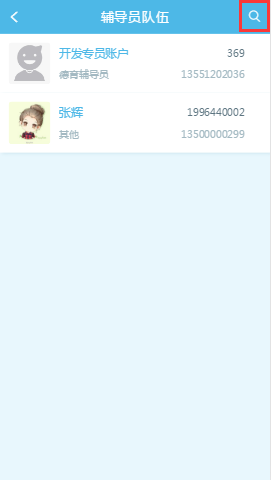 辅导员队伍
开发专员账户 369
德育辅导员 13551202036
张辉 1996440002
其他 13500000299